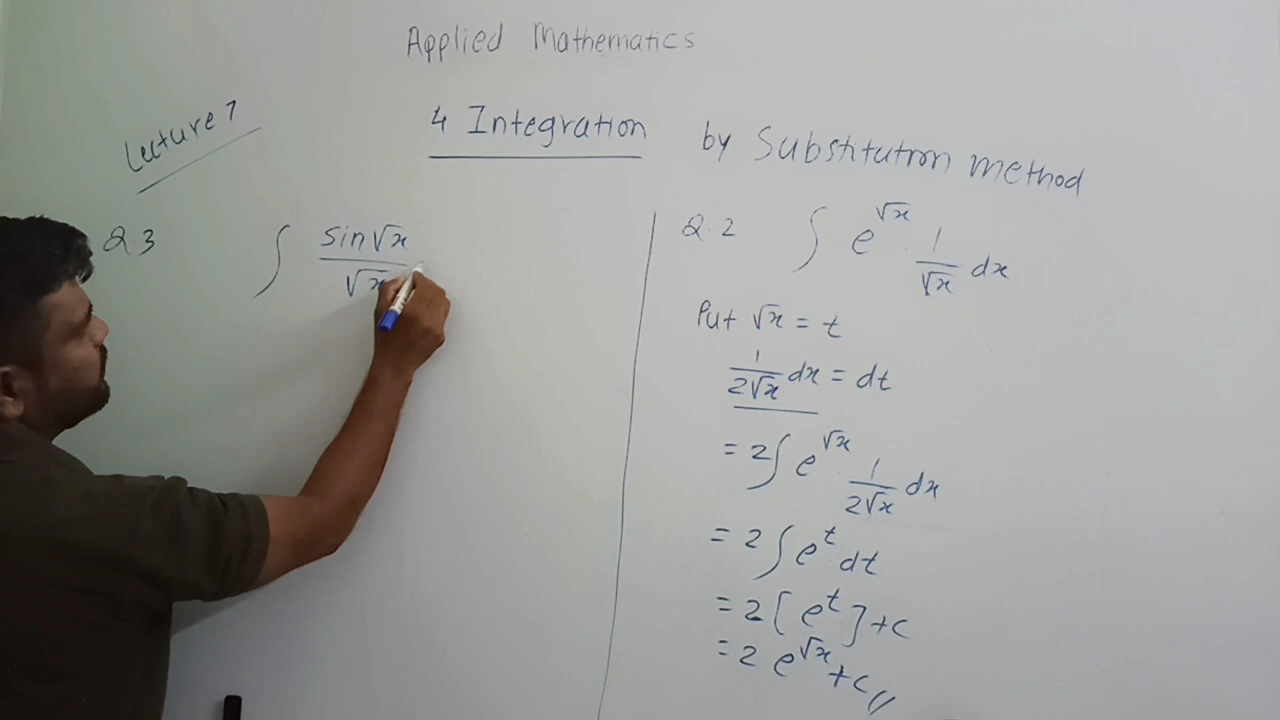 Applied Mathematics
Lecture 7
4 Integration by Substitution method
Q 3 ∫ sin√x / √x
Q.2 ∫ e^√x · 1/√x dx
Put √x = t
1/2√x dx = dt
= 2∫ e^√x 1/2√x dx
= 2 ∫ e^t · dt
= 2 [ e^t ] + c
= 2 e^√x + c //